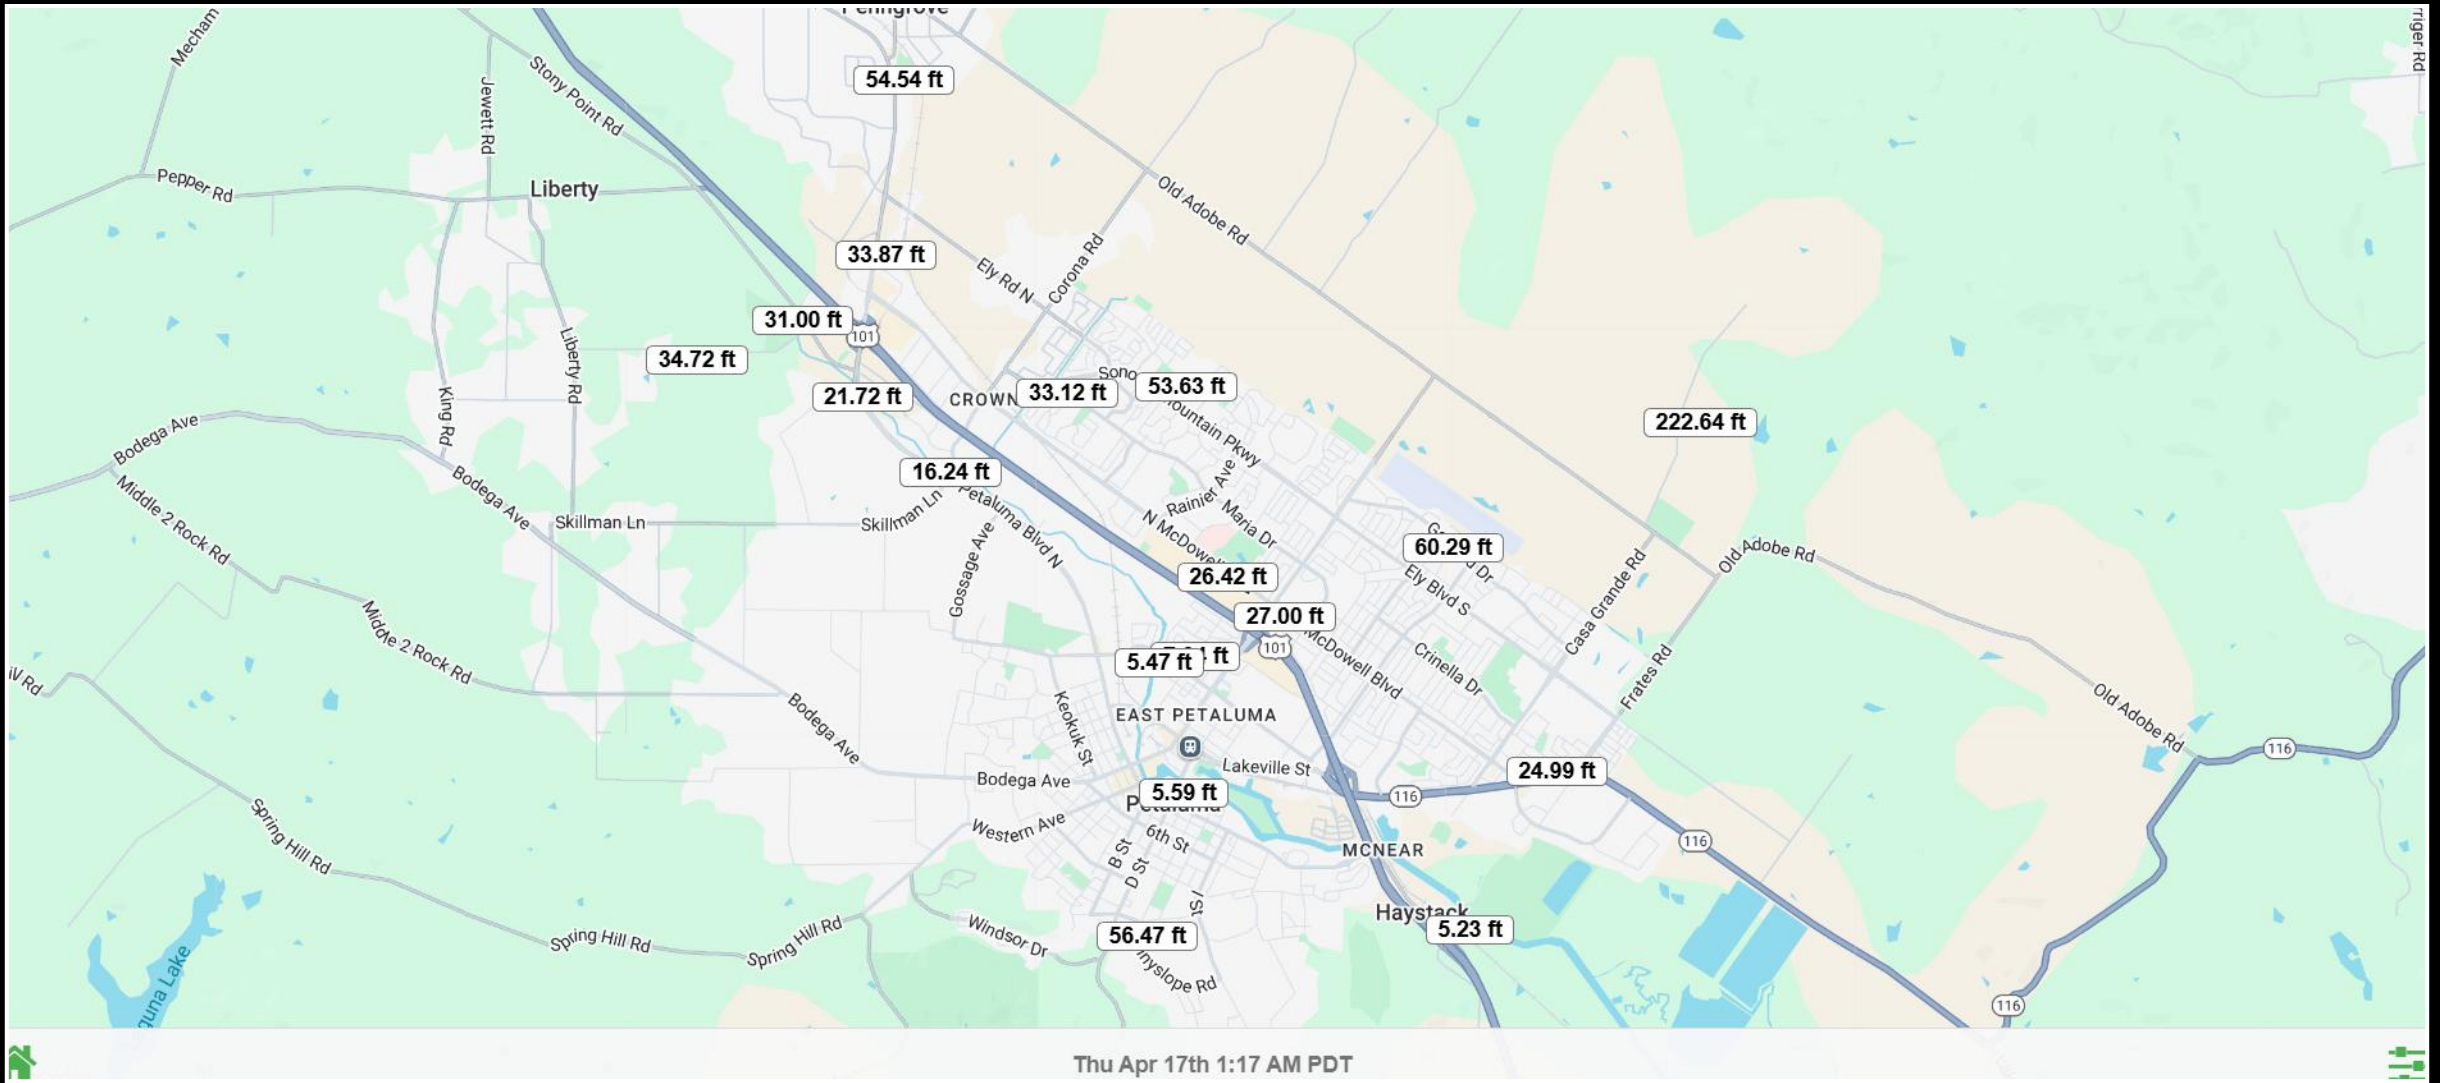 Penngrove
Mecham
54.54 ft
Stony Point Rd
Jewett Rd
Pepper Rd
Liberty
Old Adobe Rd
33.87 ft
Ely Rd N
Corona Rd
31.00 ft
101
34.72 ft
Liberty Rd
King Rd
21.72 ft
CROWN
33.12 ft
53.63 ft
222.64 ft
Bodega Ave
Middle 2 Rock Rd
Bodega Ave
16.24 ft
Rainier Ave
Maria Dr
Skillman Ln
Skillman Ln
Petaluma Blvd N
Gossage Ave
N McDowell
60.29 ft
Ely Blvd S
Casa Grande Rd
Old Adobe Rd
26.42 ft
27.00 ft
101
McDowell Blvd
Crinella Dr
Frates Rd
Middle 2 Rock Rd
5.47 ft
ft
Keokuk St
EAST PETALUMA
Bodega Ave
Old Adobe Rd
116
Lakeville St
24.99 ft
Bodega Ave
5.59 ft
Petaluma
116
Western Ave
6th St
B St
D St
I St
MCNEAR
116
Spring Hill Rd
Spring Hill Rd
Spring Hill Rd
Windsor Dr
56.47 ft
nyslope Rd
Haystack
5.23 ft
guna Lake
116
Thu Apr 17th 1:17 AM PDT